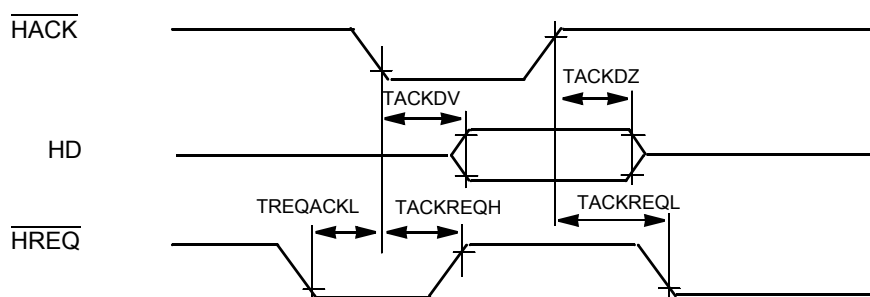 HACK
TACKDZ
TACKDV
HD
TREQACKL
TACKREQH
TACKREQL
HREQ